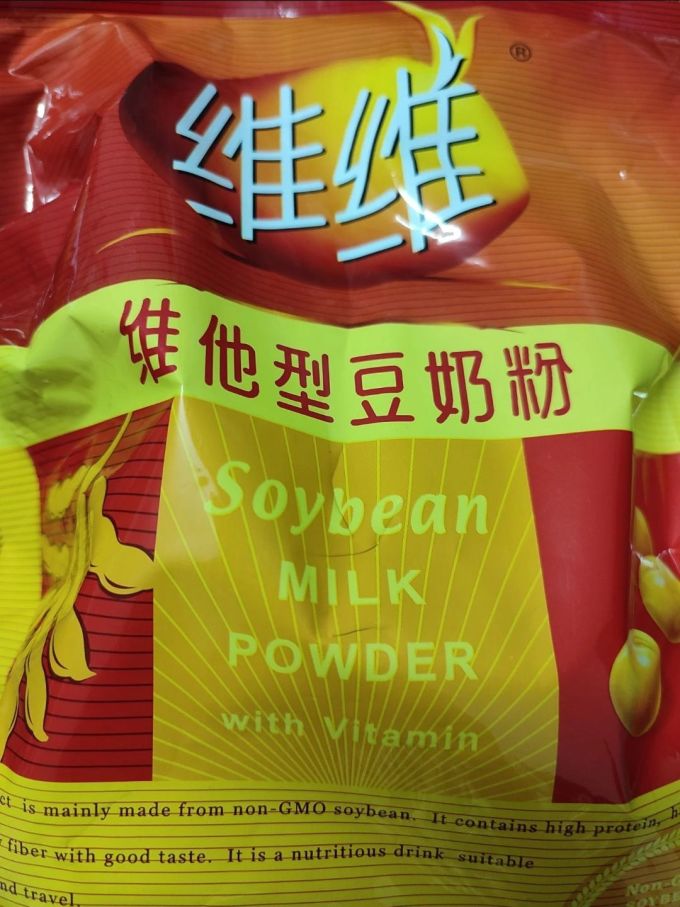 维维
®
维他型豆奶粉
Soybean
MILK
POWDER
with Vitamin
is mainly made from non-GMO soybean. It contains high protein,
fiber with good taste. It is a nutritious drink suitable
travel.